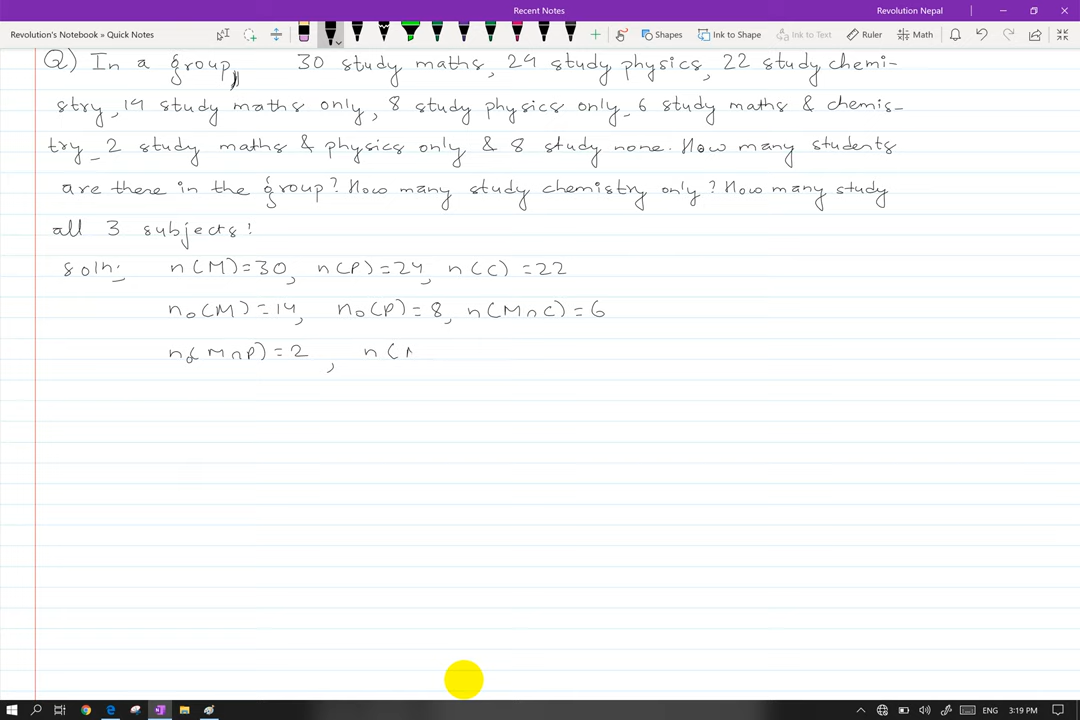 Recent Notes
Revolution Nepal
Revolution's Notebook » Quick Notes
Shapes
Ink to Shape
Ink to Text
Ruler
Math
Q) In a group, 30 study maths, 24 study physics, 22 study chemi-
stry, 14 study maths only, 8 study physics only, 6 study maths & chemis-
try, 2 study maths & physics only & 8 study none. How many students
are there in the group? How many study chemistry only? How many study
all 3 subjects?
soln:- n(M)=30, n(P)=24, n(C)=22
n₀(M)=14, n₀(P)=8, n(M∩C)=6
n₀(M∩P)=2, n(
ENG 3:19 PM